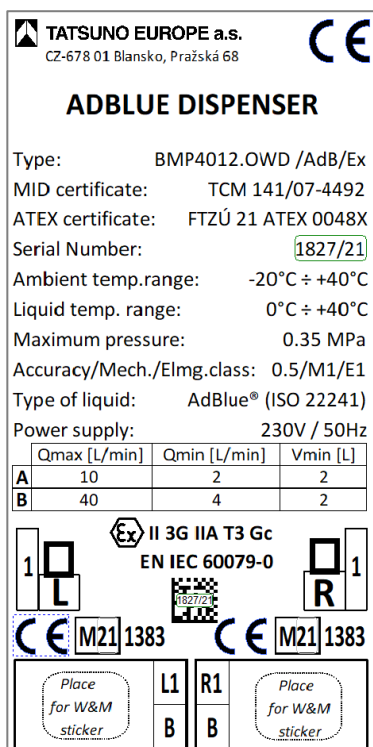 TATSUNO EUROPE a.s.
CZ-678 01 Blansko, Pražská 68
CE
ADBLUE DISPENSER
Type: BMP4012.OWD /AdB/Ex
MID certificate: TCM 141/07-4492
ATEX certificate: FTZÚ 21 ATEX 0048X
Serial Number: 1827/21
Ambient temp.range: -20°C ÷ +40°C
Liquid temp. range: 0°C ÷ +40°C
Maximum pressure: 0.35 MPa
Accuracy/Mech./Elmg.class: 0.5/M1/E1
Type of liquid: AdBlue® (ISO 22241)
Power supply: 230V / 50Hz
Qmax [L/min] Qmin [L/min] Vmin [L]
A 10 2 2
B 40 4 2
Ex II 3G IIA T3 Gc
EN IEC 60079-0
1 L
1827/21
R 1
CE M21 1383 CE M21 1383
Place
for W&M
sticker
L1 R1
B B
Place
for W&M
sticker